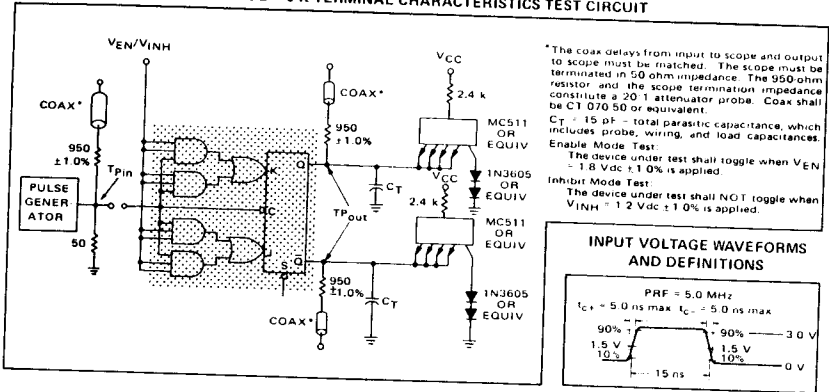 K TERMINAL CHARACTERISTICS TEST CIRCUIT
VEN/VINH
COAX*
950
±1.0%
TPin
PULSE
GENER
ATOR
50
K
C
S
Q
Q̅
COAX*
950
±1.0%
TPout
950
±1.0%
COAX*
CT
CT
VCC
2.4 k
MC511
OR
EQUIV
1N3605
OR
EQUIV
VCC
2.4 k
MC511
OR
EQUIV
1N3605
OR
EQUIV
*The coax delays from input to scope and output
to scope must be matched. The scope must be
terminated in 50 ohm impedance. The 950-ohm
resistor and the scope termination impedance
constitute a 20:1 attenuator probe. Coax shall
be CT 070 50 or equivalent.
CT = 15 pF = total parasitic capacitance, which
includes probe, wiring, and load capacitances.
Enable Mode Test:
The device under test shall toggle when VEN
= 1.8 Vdc ± 1.0% is applied.
Inhibit Mode Test:
The device under test shall NOT toggle when
VINH = 1.2 Vdc ± 1.0% is applied.
INPUT VOLTAGE WAVEFORMS
AND DEFINITIONS
PRF = 5.0 MHz
tc+ = 5.0 ns max tc- = 5.0 ns max
90% 90% 3.0 V
1.5 V 1.5 V
10% 10% 0 V
15 ns